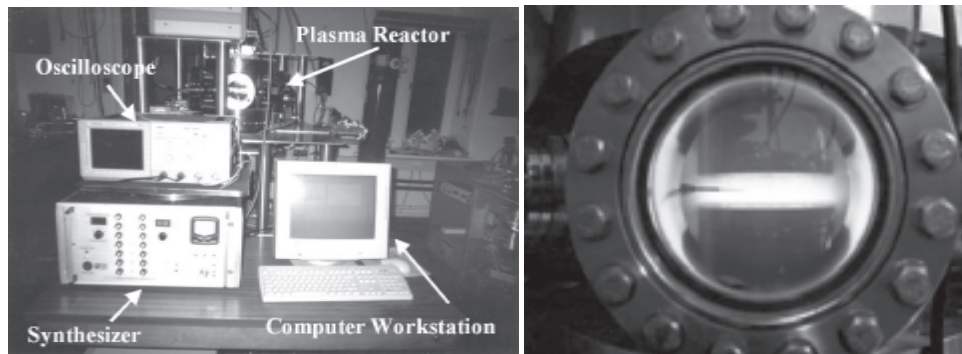 Plasma Reactor
Oscilloscope
Synthesizer
Computer Workstation